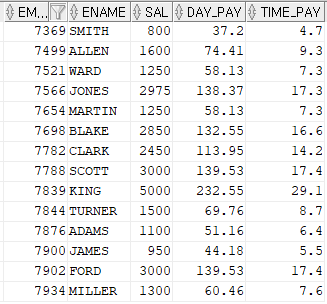 EM... ENAME SAL DAY_PAY TIME_PAY
7369 SMITH 800 37.2 4.7
7499 ALLEN 1600 74.41 9.3
7521 WARD 1250 58.13 7.3
7566 JONES 2975 138.37 17.3
7654 MARTIN 1250 58.13 7.3
7698 BLAKE 2850 132.55 16.6
7782 CLARK 2450 113.95 14.2
7788 SCOTT 3000 139.53 17.4
7839 KING 5000 232.55 29.1
7844 TURNER 1500 69.76 8.7
7876 ADAMS 1100 51.16 6.4
7900 JAMES 950 44.18 5.5
7902 FORD 3000 139.53 17.4
7934 MILLER 1300 60.46 7.6